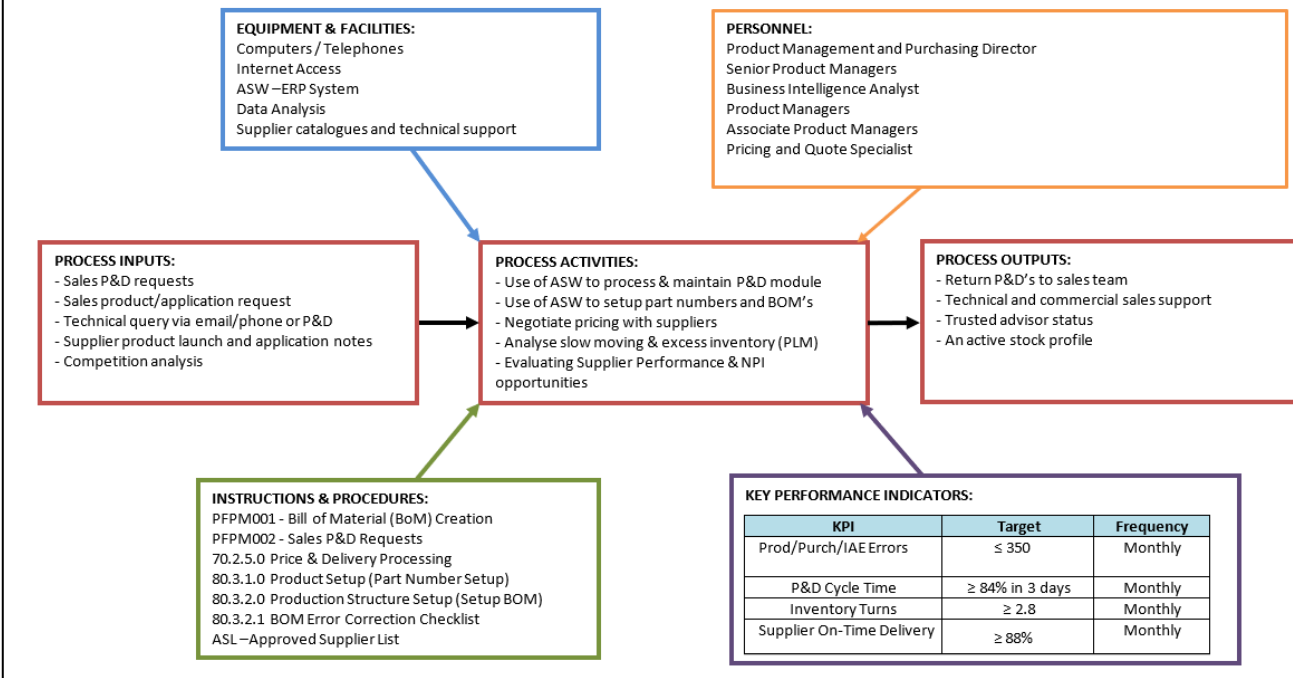 EQUIPMENT & FACILITIES:
Computers / Telephones
Internet Access
ASW –ERP System
Data Analysis
Supplier catalogues and technical support
PERSONNEL:
Product Management and Purchasing Director
Senior Product Managers
Business Intelligence Analyst
Product Managers
Associate Product Managers
Pricing and Quote Specialist
PROCESS INPUTS:
- Sales P&D requests
- Sales product/application request
- Technical query via email/phone or P&D
- Supplier product launch and application notes
- Competition analysis
PROCESS ACTIVITIES:
- Use of ASW to process & maintain P&D module
- Use of ASW to setup part numbers and BOM's
- Negotiate pricing with suppliers
- Analyse slow moving & excess inventory (PLM)
- Evaluating Supplier Performance & NPI
opportunities
PROCESS OUTPUTS:
- Return P&D's to sales team
- Technical and commercial sales support
- Trusted advisor status
- An active stock profile
INSTRUCTIONS & PROCEDURES:
PFPM001 - Bill of Material (BoM) Creation
PFPM002 - Sales P&D Requests
70.2.5.0 Price & Delivery Processing
80.3.1.0 Product Setup (Part Number Setup)
80.3.2.0 Production Structure Setup (Setup BOM)
80.3.2.1 BOM Error Correction Checklist
ASL –Approved Supplier List
KEY PERFORMANCE INDICATORS:
KPI Target Frequency
Prod/Purch/IAE Errors ≤ 350 Monthly
P&D Cycle Time ≥ 84% in 3 days Monthly
Inventory Turns ≥ 2.8 Monthly
Supplier On-Time Delivery ≥ 88% Monthly